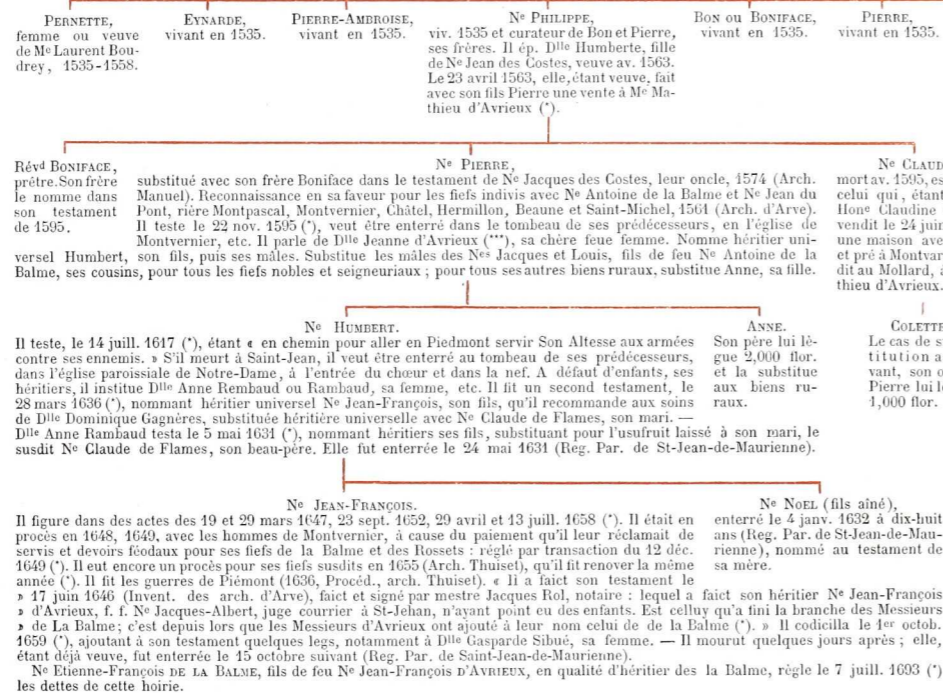 PERNETTE,
femme ou veuve
de Me Laurent Bou-
drey, 1535-1558.
EYNARDE,
vivant en 1535.
PIERRE-AMBROISE,
vivant en 1535.
Ne PHILIPPE,
viv. 1535 et curateur de Bon et Pierre,
ses frères. Il ép. Dlle Humberte, fille
de Ne Jean des Costes, veuve av. 1563.
Le 23 avril 1563, elle, étant veuve, fait
avec son fils Pierre une vente à Me Ma-
thieu d'Avrieux (*).
BON ou BONIFACE,
vivant en 1535.
PIERRE,
vivant en 1535.
Révd BONIFACE,
prêtre. Son frère
le nomme dans
son testament
de 1595.
Ne PIERRE,
substitué avec son frère Boniface dans le testament de Ne Jacques des Costes, leur oncle, 1574 (Arch.
Manuel). Reconnaissance en sa faveur pour les fiefs indivis avec Ne Antoine de la Balme et Ne Jean du
Pont, rière Montpascal, Montvernier, Châtel, Hermillon, Beaune et Saint-Michel, 1561 (Arch. d'Arve).
Il teste le 22 nov. 1595 (*), veut être enterré dans le tombeau de ses prédécesseurs, en l'église de
Montvernier, etc. Il parle de Dlle Jeanne d'Avrieux (***), sa chère feue femme. Nomme héritier uni-
versel Humbert, son fils, puis ses mâles. Substitue les mâles des Nes Jacques et Louis, fils de feu Ne Antoine de la
Balme, ses cousins, pour tous les fiefs nobles et seigneuriaux ; pour tous ses autres biens ruraux, substitue Anne, sa fille.
Ne CLAUD
mort av. 1595, es
celui qui, étant
Hone Claudine
vendit le 24 juin
une maison ave
et pré à Montvar
dit au Mollard, à
thieu d'Avrieux.
Ne HUMBERT.
Il teste, le 14 juill. 1617 (*), étant « en chemin pour aller en Piedmont servir Son Altesse aux armées
contre ses ennemis. » S'il meurt à Saint-Jean, il veut être enterré au tombeau de ses prédécesseurs,
dans l'église paroissiale de Notre-Dame, à l'entrée du chœur et dans la nef. A défaut d'enfants, ses
héritiers, il institue Dlle Anne Rembaud ou Rambaud, sa femme, etc. Il fit un second testament, le
28 mars 1636 (*), nommant héritier universel Ne Jean-François, son fils, qu'il recommande aux soins
de Dlle Dominique Gagnéres, substituée héritière universelle avec Ne Claude de Flames, son mari. —
Dlle Anne Rambaud testa le 5 mai 1631 (*), nommant héritiers ses fils, substituant pour l'usufruit laissé à son mari, le
susdit Ne Claude de Flames, son beau-père. Elle fut enterrée le 24 mai 1631 (Reg. Par. de St-Jean-de-Maurienne).
ANNE.
Son père lui lè-
gue 2,000 flor.
et la substitue
aux biens ru-
raux.
COLETTE
Le cas de s
titution a
vant, son o
Pierre lui lè
1,000 flor.
Ne JEAN-FRANÇOIS.
Il figure dans des actes des 19 et 29 mars 1647, 23 sept. 1652, 29 avril et 13 juill. 1658 (*). Il était en
procès en 1648, 1649, avec les hommes de Montvernier, à cause du paiement qu'il leur réclamait de
servis et devoirs féodaux pour ses fiefs de la Balme et des Rossets : réglé par transaction du 12 déc.
1649 (*). Il eut encore un procès pour ses fiefs susdits en 1655 (Arch. Thuiset), qu'il fit renover la même
année (*). Il fit les guerres de Piémont (1636, Procéd., arch. Thuiset). « Il a faict son testament le
» 17 juin 1646 (Invent. des arch. d'Arve), faict et signé par mestre Jacques Rol, notaire : lequel a faict son héritier Ne Jean-François
» d'Avrieux, f. f. Ne Jacques-Albert, juge courrier à St-Jehan, n'ayant point eu des enfants. Est celluy qu'a fini la branche des Messieurs
» de La Balme ; c'est depuis lors que les Messieurs d'Avrieux ont ajouté à leur nom celui de de la Balme (*). » Il codicilla le 1er octob.
1659 (*), ajoutant à son testament quelques legs, notamment à Dlle Gasparde Sibué, sa femme. — Il mourut quelques jours après ; elle,
étant déjà veuve, fut enterrée le 15 octobre suivant (Reg. Par. de Saint-Jean-de-Maurienne).
Ne Etienne-François DE LA BALME, fils de feu Ne Jean-François D'AVRIEUX, en qualité d'héritier des la Balme, règle le 7 juill. 1693 (*)
les dettes de cette hoirie.
Ne NOEL (fils aîné),
enterré le 4 janv. 1632 à dix-huit
ans (Reg. Par. de St-Jean-de-Mau-
rienne), nommé au testament de
sa mère.